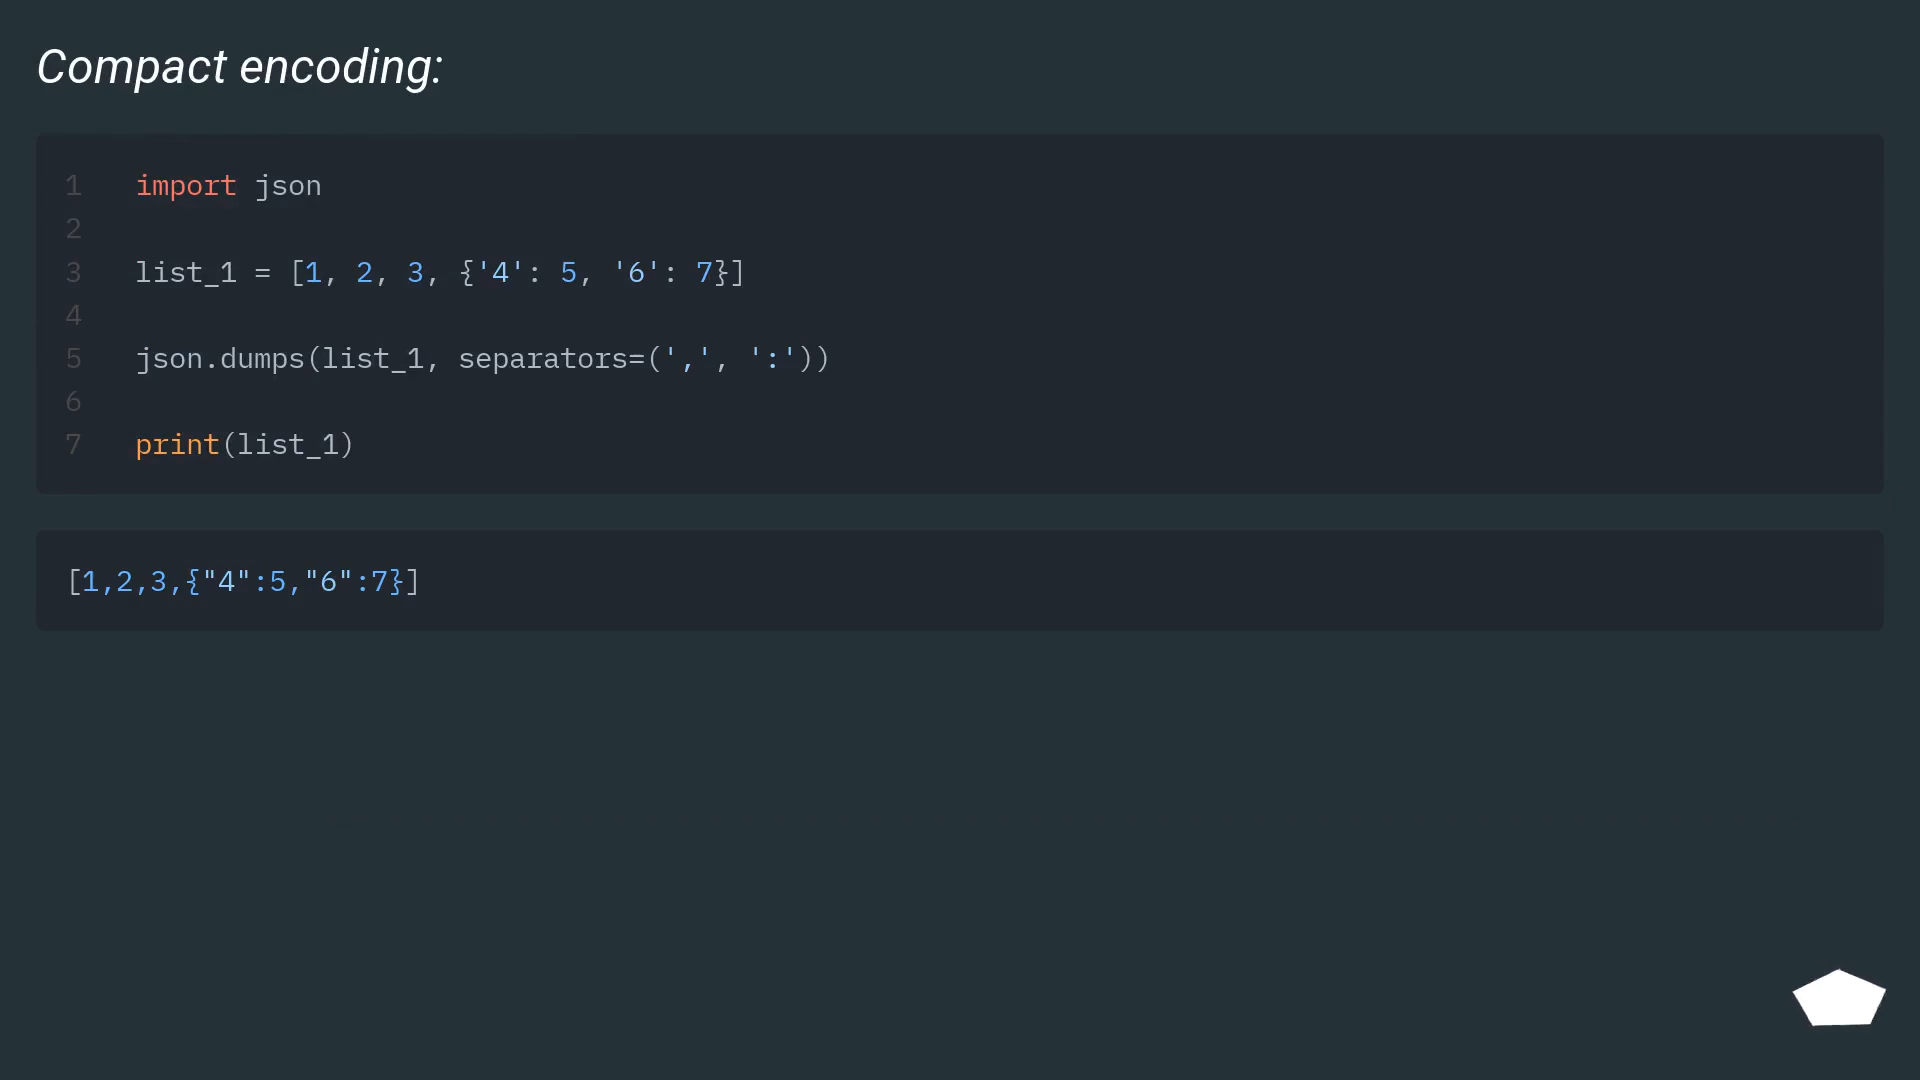 Compact encoding:
1 import json
2
3 list_1 = [1, 2, 3, {'4': 5, '6': 7}]
4
5 json.dumps(list_1, separators=(',', ':'))
6
7 print(list_1)
[1,2,3,{"4":5,"6":7}]